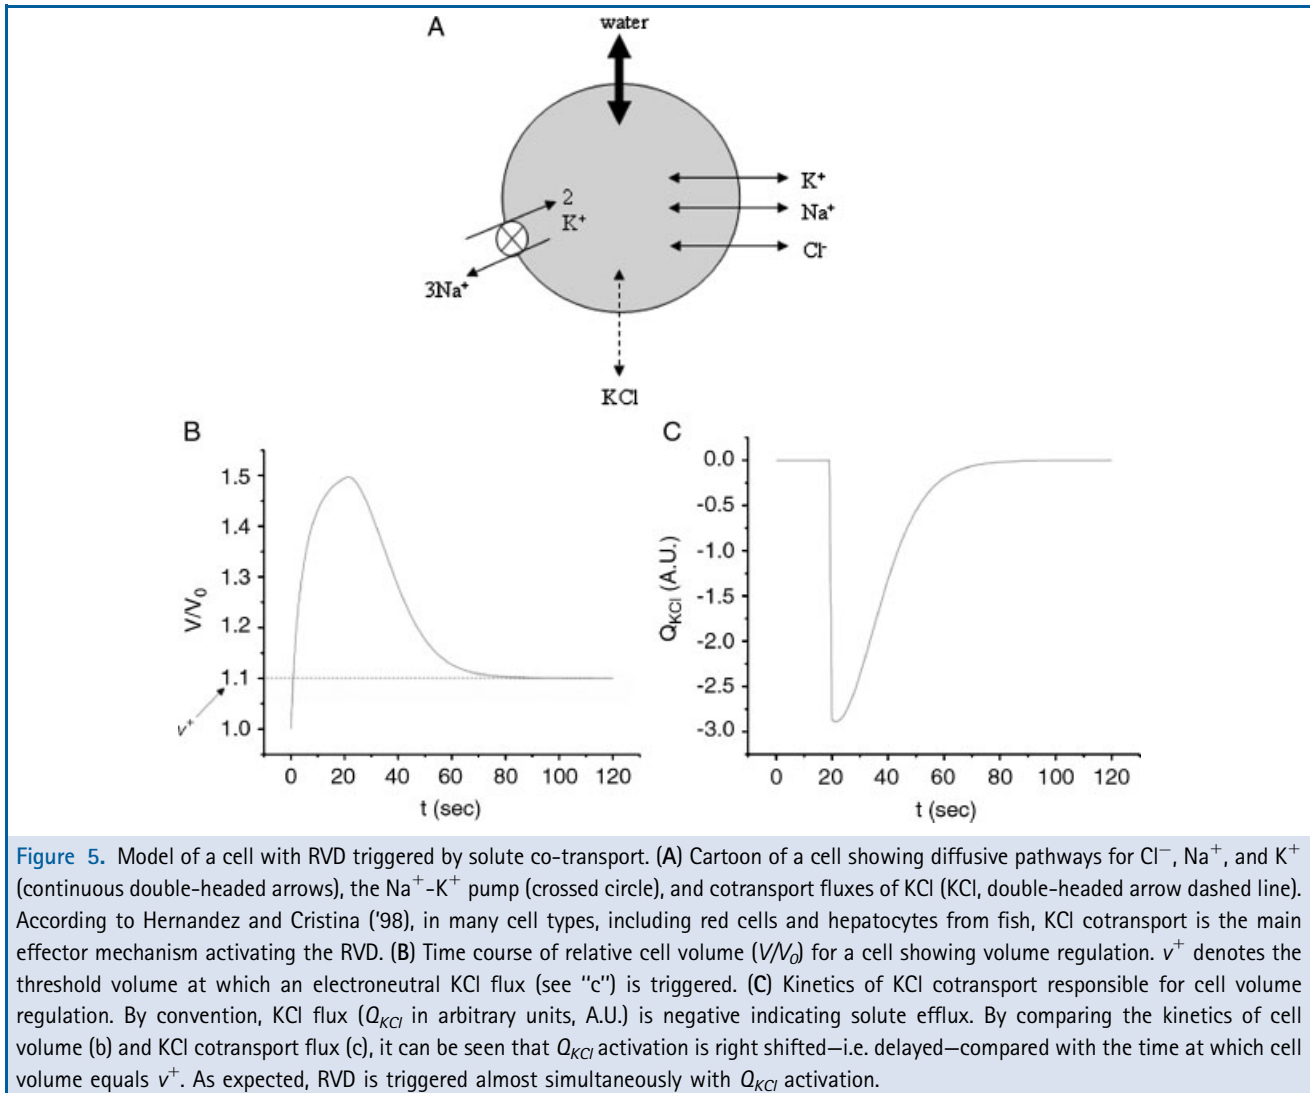 A
water
2
K⁺
3Na⁺
K⁺
Na⁺
Cl⁻
KCl
B
1.5
1.4
1.3
1.2
1.1
1.0
V/V₀
v⁺
0 20 40 60 80 100 120
t (sec)
C
0.0
-0.5
-1.0
-1.5
-2.0
-2.5
-3.0
Q_KCl (A.U.)
0 20 40 60 80 100 120
t (sec)
Figure 5. Model of a cell with RVD triggered by solute co-transport. (A) Cartoon of a cell showing diffusive pathways for Cl⁻, Na⁺, and K⁺
(continuous double-headed arrows), the Na⁺-K⁺ pump (crossed circle), and cotransport fluxes of KCl (KCl, double-headed arrow dashed line).
According to Hernandez and Cristina ('98), in many cell types, including red cells and hepatocytes from fish, KCl cotransport is the main
effector mechanism activating the RVD. (B) Time course of relative cell volume (V/V₀) for a cell showing volume regulation. v⁺ denotes the
threshold volume at which an electroneutral KCl flux (see "c") is triggered. (C) Kinetics of KCl cotransport responsible for cell volume
regulation. By convention, KCl flux (Q_KCl in arbitrary units, A.U.) is negative indicating solute efflux. By comparing the kinetics of cell
volume (b) and KCl cotransport flux (c), it can be seen that Q_KCl activation is right shifted—i.e. delayed—compared with the time at which cell
volume equals v⁺. As expected, RVD is triggered almost simultaneously with Q_KCl activation.